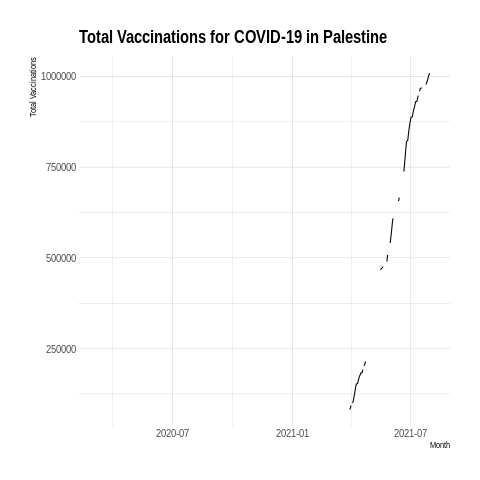 Total Vaccinations for COVID-19 in Palestine
Total Vaccinations
1000000
750000
500000
250000
2020-07
2021-01
2021-07
Month